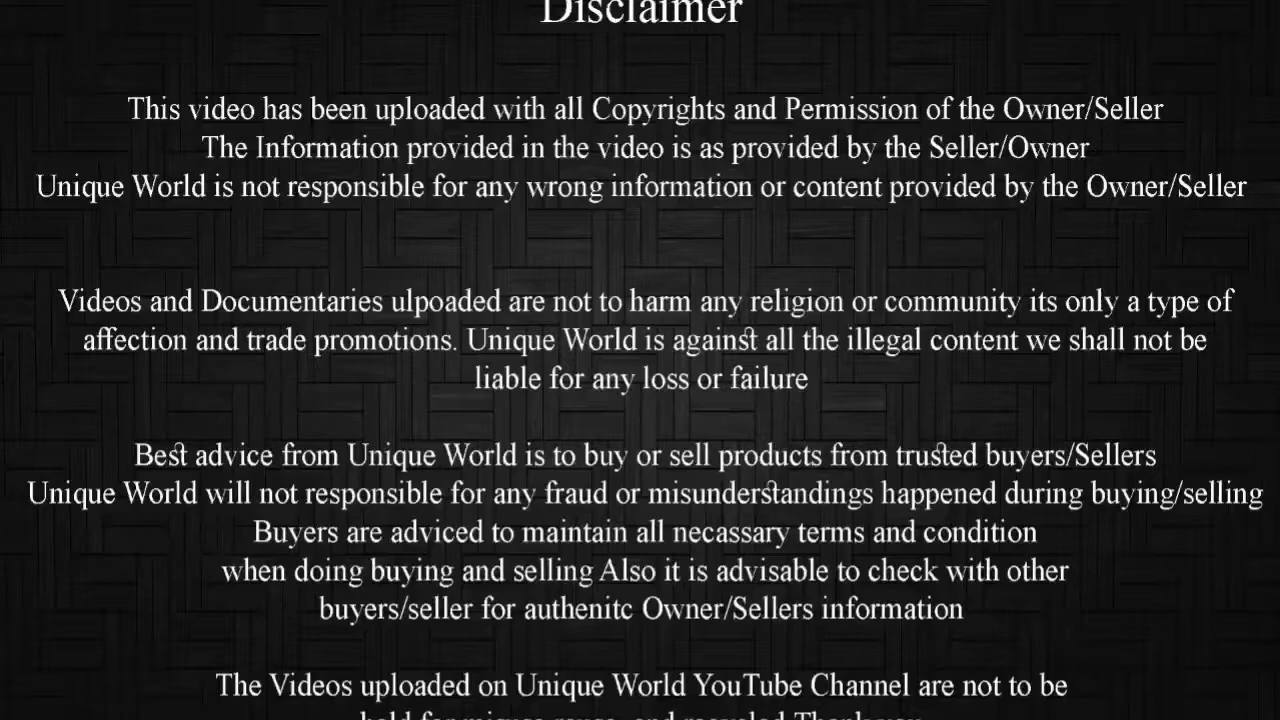 Disclaimer
This video has been uploaded with all Copyrights and Permission of the Owner/Seller
The Information provided in the video is as provided by the Seller/Owner
Unique World is not responsible for any wrong information or content provided by the Owner/Seller
Videos and Documentaries ulpoaded are not to harm any religion or community its only a type of
affection and trade promotions. Unique World is against all the illegal content we shall not be
liable for any loss or failure
Best advice from Unique World is to buy or sell products from trusted buyers/Sellers
Unique World will not responsible for any fraud or misunderstandings happened during buying/selling
Buyers are adviced to maintain all necassary terms and condition
when doing buying and selling Also it is advisable to check with other
buyers/seller for authenitc Owner/Sellers information
The Videos uploaded on Unique World YouTube Channel are not to be